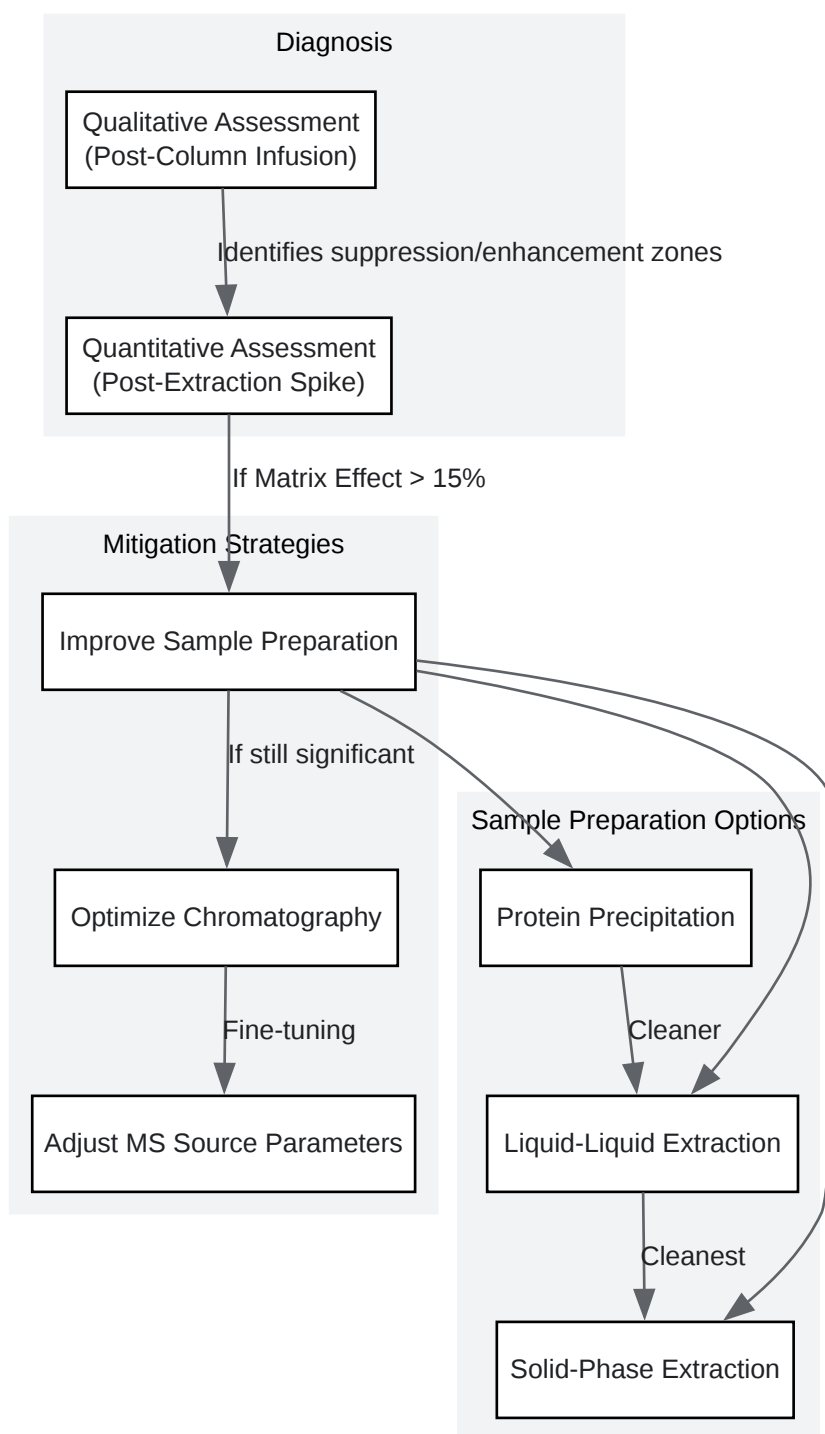 Diagnosis
Qualitative Assessment
(Post-Column Infusion)
Identifies suppression/enhancement zones
Quantitative Assessment
(Post-Extraction Spike)
If Matrix Effect > 15%
Mitigation Strategies
Improve Sample Preparation
If still significant
Sample Preparation Options
Optimize Chromatography
Protein Precipitation
Fine-tuning
Cleaner
Adjust MS Source Parameters
Liquid-Liquid Extraction
Cleanest
Solid-Phase Extraction